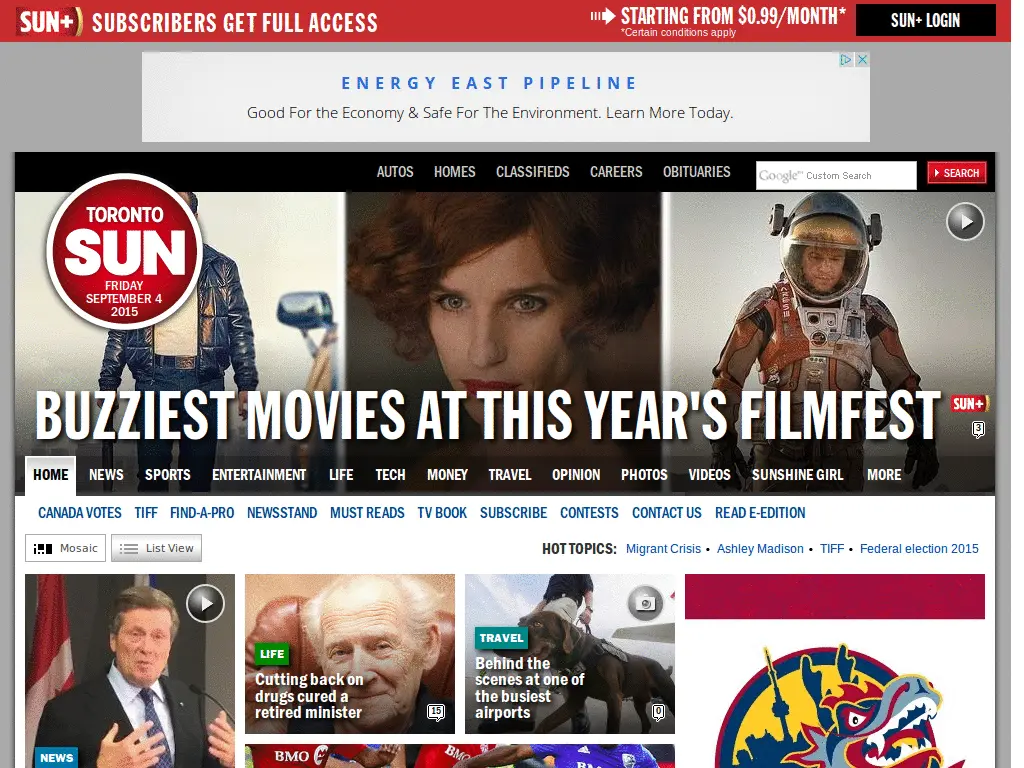 SUN+ SUBSCRIBERS GET FULL ACCESS
STARTING FROM $0.99/MONTH*
*Certain conditions apply
SUN+ LOGIN
ENERGY EAST PIPELINE
Good For the Economy & Safe For The Environment. Learn More Today.
AUTOS HOMES CLASSIFIEDS CAREERS OBITUARIES
Google™ Custom Search
SEARCH
TORONTO
SUN
FRIDAY
SEPTEMBER 4
2015
BUZZIEST MOVIES AT THIS YEAR'S FILMFEST
SUN+
3
HOME NEWS SPORTS ENTERTAINMENT LIFE TECH MONEY TRAVEL OPINION PHOTOS VIDEOS SUNSHINE GIRL MORE
CANADA VOTES TIFF FIND-A-PRO NEWSSTAND MUST READS TV BOOK SUBSCRIBE CONTESTS CONTACT US READ E-EDITION
Mosaic List View
HOT TOPICS: Migrant Crisis • Ashley Madison • TIFF • Federal election 2015
NEWS
LIFE
Cutting back on
drugs cured a
retired minister
15
TRAVEL
Behind the
scenes at one of
the busiest
airports
0
BMO
BMO